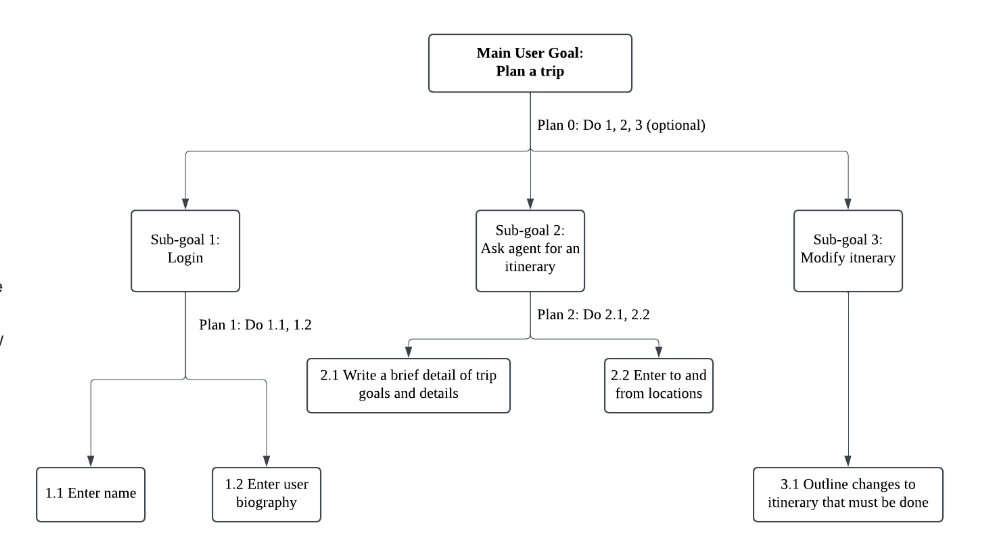 Main User Goal:
Plan a trip
Plan 0: Do 1, 2, 3 (optional)
Sub-goal 1:
Login
Sub-goal 2:
Ask agent for an
itinerary
Sub-goal 3:
Modify itnerary
Plan 1: Do 1.1, 1.2
Plan 2: Do 2.1, 2.2
2.1 Write a brief detail of trip
goals and details
2.2 Enter to and
from locations
1.1 Enter name
1.2 Enter user
biography
3.1 Outline changes to
itinerary that must be done